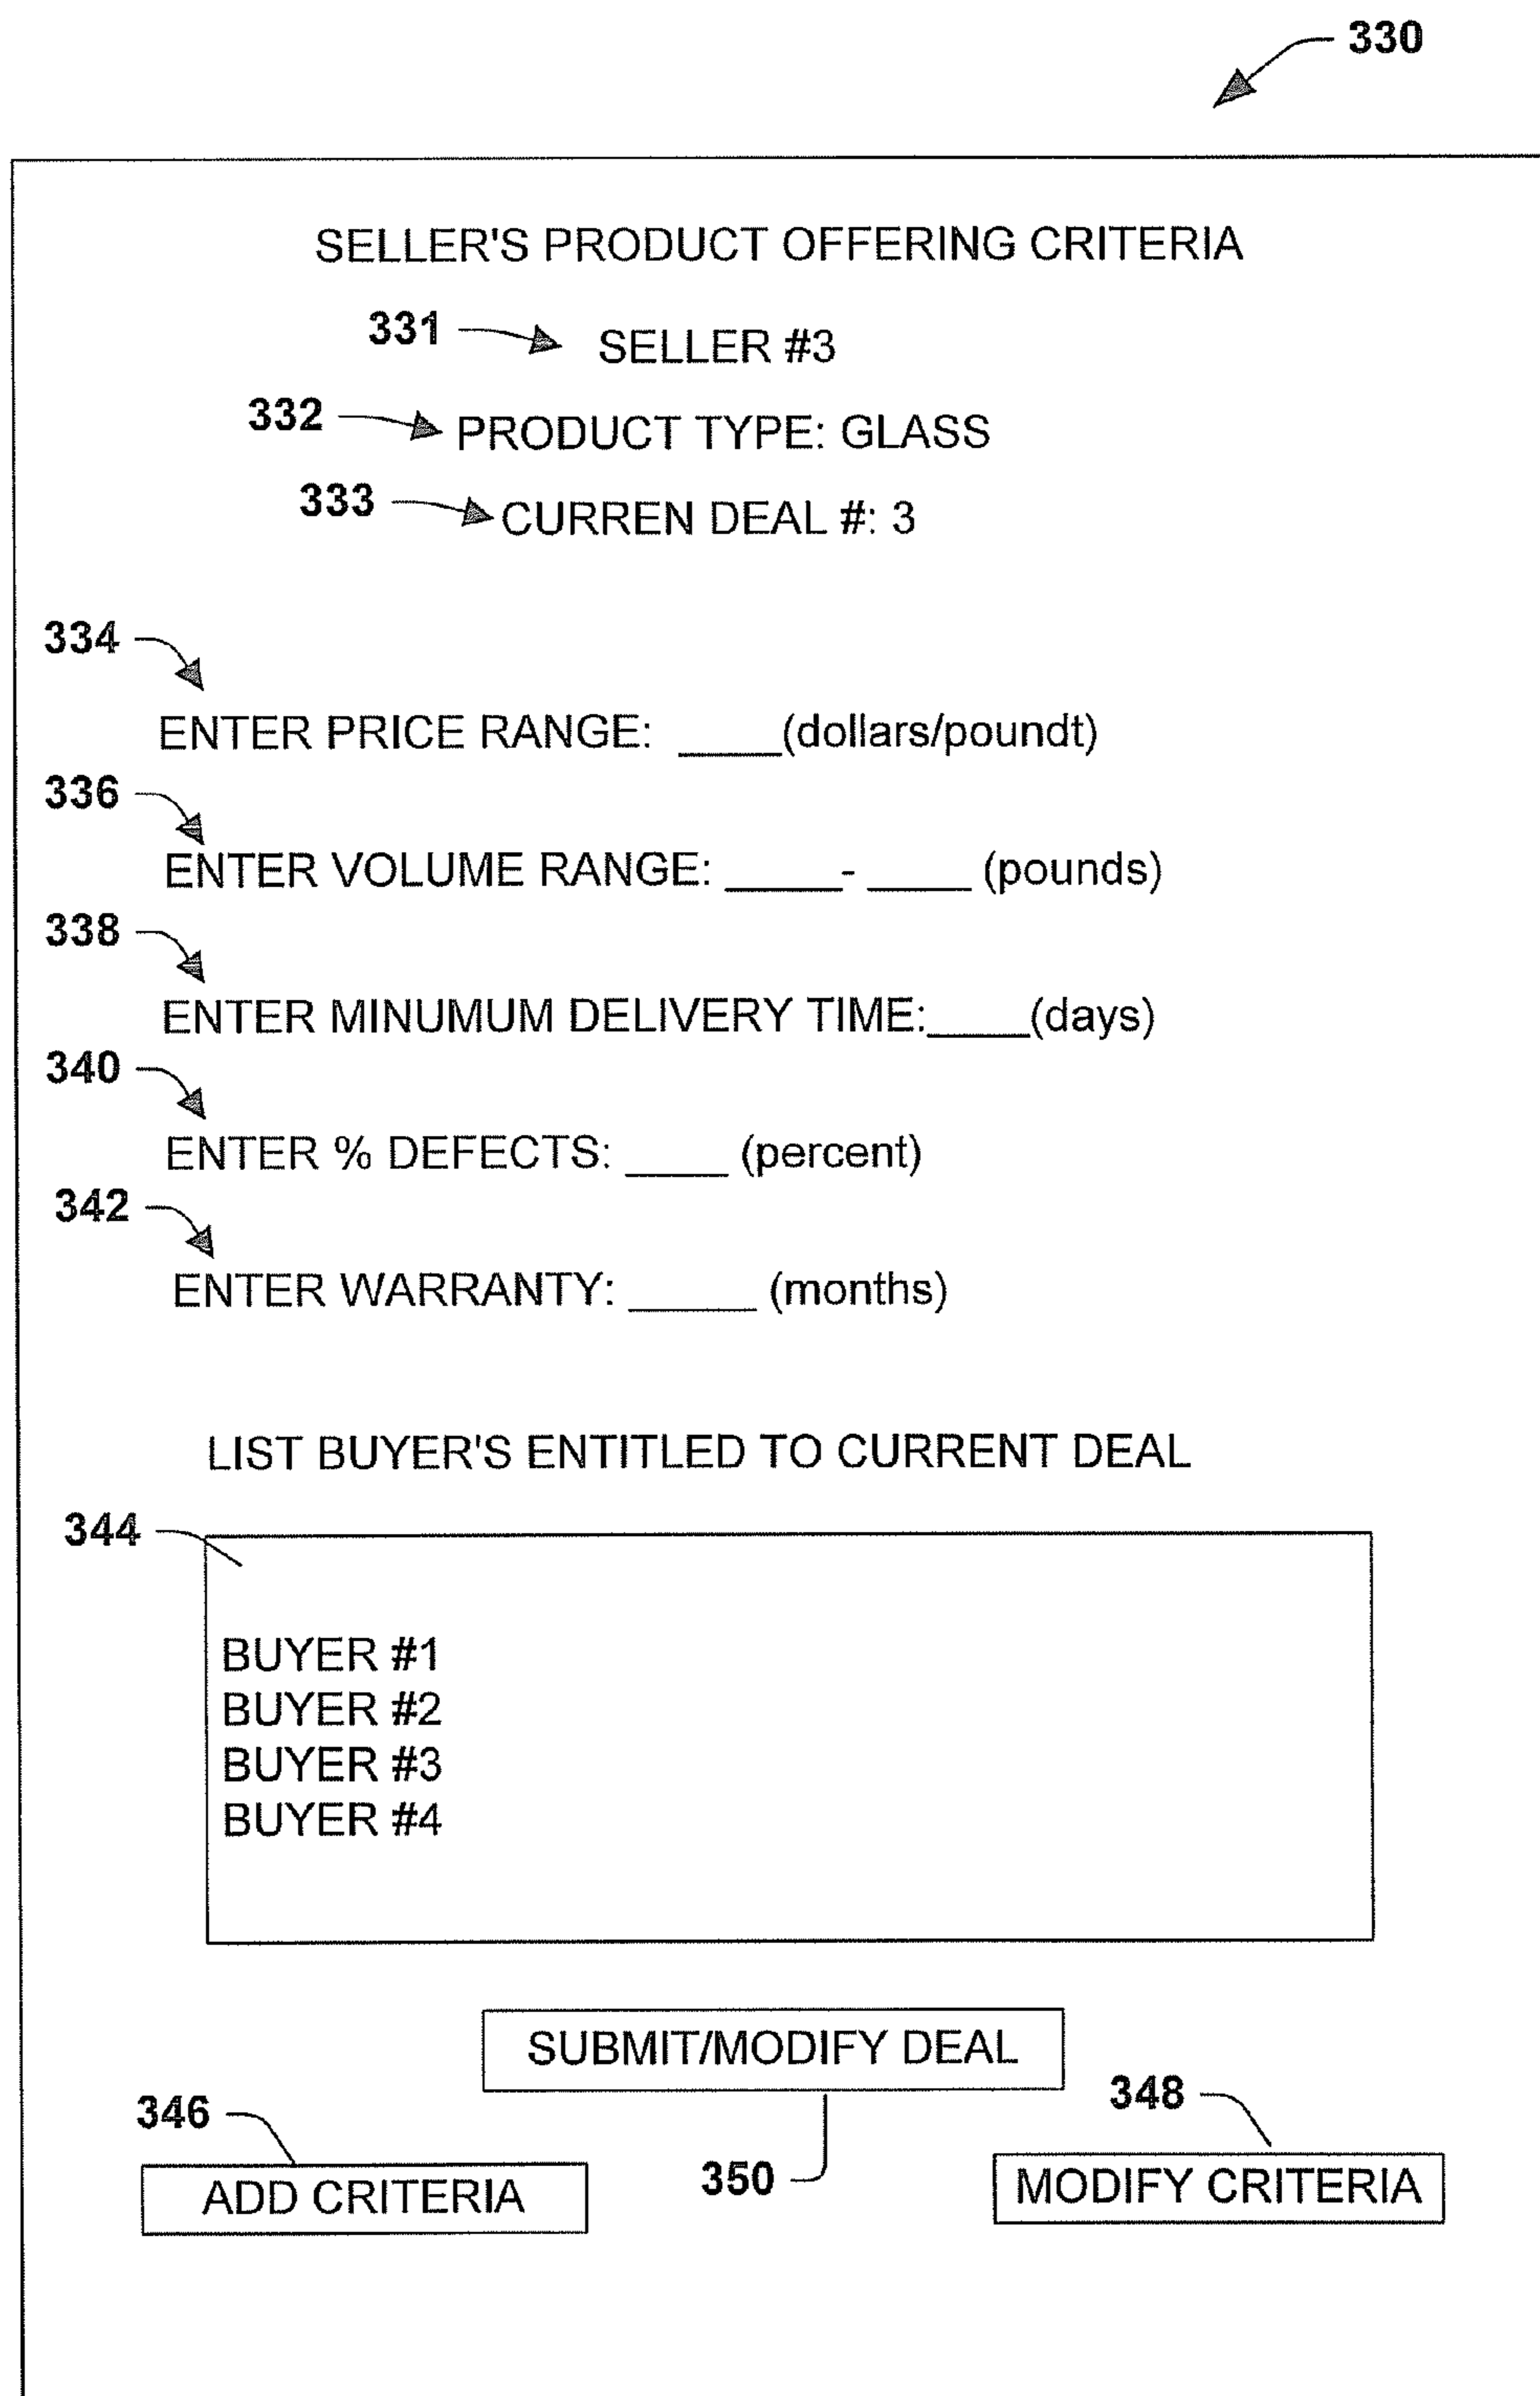 330
SELLER'S PRODUCT OFFERING CRITERIA
331 SELLER #3
332 PRODUCT TYPE: GLASS
333 CURREN DEAL #: 3
334
ENTER PRICE RANGE: ____(dollars/poundt)
336
ENTER VOLUME RANGE: _____- ____ (pounds)
338
ENTER MINUMUM DELIVERY TIME:____(days)
340
ENTER % DEFECTS: ____ (percent)
342
ENTER WARRANTY: _____ (months)
LIST BUYER'S ENTITLED TO CURRENT DEAL
344
BUYER #1
BUYER #2
BUYER #3
BUYER #4
SUBMIT/MODIFY DEAL
346 350 348
ADD CRITERIA MODIFY CRITERIA